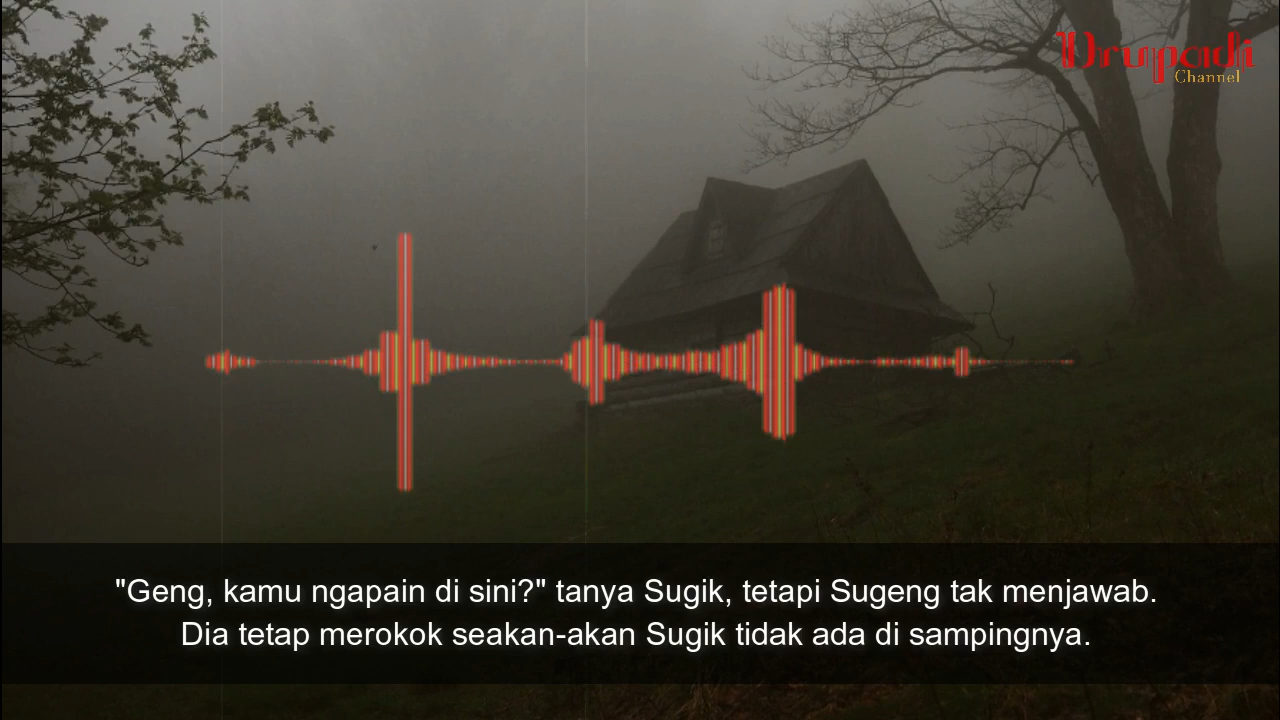 Drupadi
Channel
"Geng, kamu ngapain di sini?" tanya Sugik, tetapi Sugeng tak menjawab.
Dia tetap merokok seakan-akan Sugik tidak ada di sampingnya.